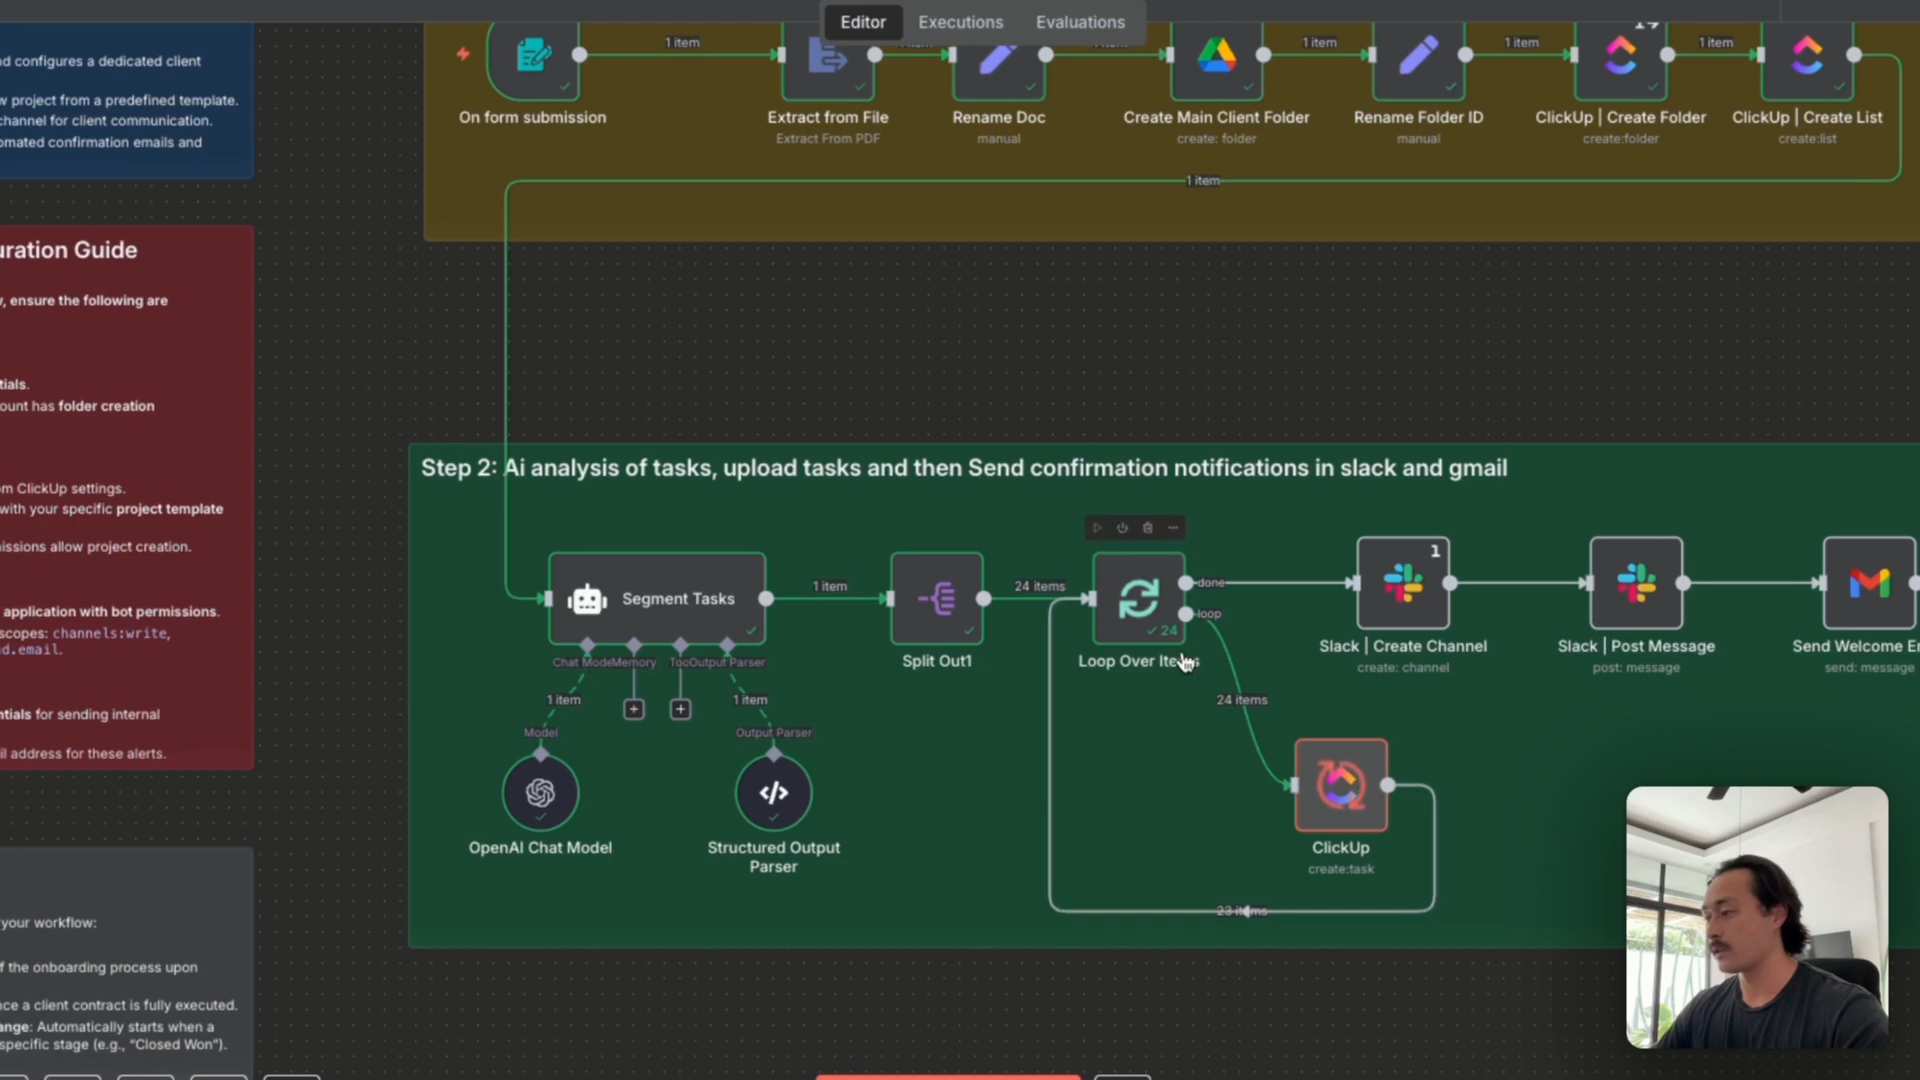 Editor
Executions
Evaluations
1 item
1 item
1 item
1 item
On form submission
Extract from File
Extract From PDF
Rename Doc
manual
Create Main Client Folder
create: folder
Rename Folder ID
manual
ClickUp | Create Folder
create:folder
ClickUp | Create List
create:list
1 item
d configures a dedicated client
w project from a predefined template.
channel for client communication.
omated confirmation emails and
uration Guide
, ensure the following are
tials.
ount has folder creation
m ClickUp settings.
with your specific project template
issions allow project creation.
application with bot permissions.
scopes: channels:write,
d.email.
ntials for sending internal
il address for these alerts.
your workflow:
f the onboarding process upon
nce a client contract is fully executed.
ange: Automatically starts when a
specific stage (e.g., “Closed Won”).
Step 2: Ai analysis of tasks, upload tasks and then Send confirmation notifications in slack and gmail
Segment Tasks
Chat Mode
Memory
Too
Output Parser
1 item
24 items
Split Out1
done
loop
24
Loop Over Ite
1
Slack | Create Channel
create: channel
Slack | Post Message
post: message
Send Welcome E
send: message
1 item
1 item
Model
Output Parser
OpenAI Chat Model
Structured Output
Parser
24 items
ClickUp
create:task
23 items